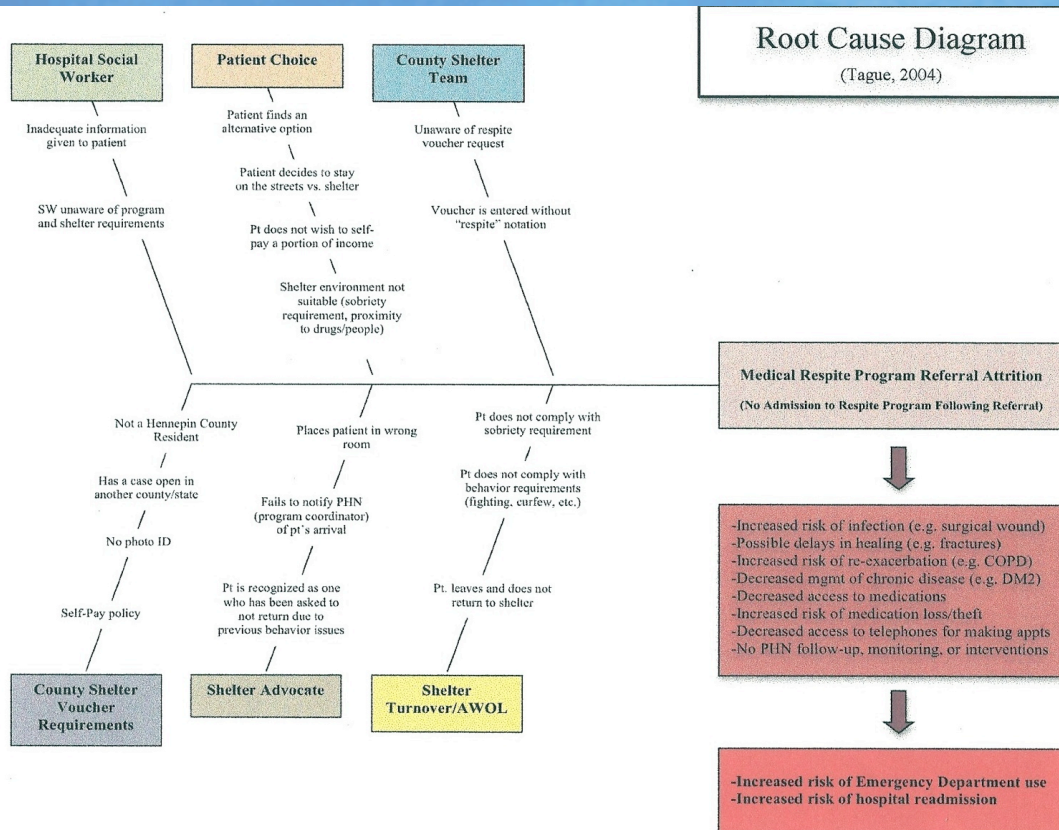 Root Cause Diagram
(Tague, 2004)
Hospital Social
Worker
Inadequate information
given to patient
SW unaware of program
and shelter requirements
Patient Choice
Patient finds an
alternative option
Patient decides to stay
on the streets vs. shelter
Pt does not wish to self-
pay a portion of income
Shelter environment not
suitable (sobriety
requirement, proximity
to drugs/people)
County Shelter
Team
Unaware of respite
voucher request
Voucher is entered without
"respite" notation
Not a Hennepin County
Resident
Has a case open in
another county/state
No photo ID
Self-Pay policy
County Shelter
Voucher
Requirements
Places patient in wrong
room
Fails to notify PHN
(program coordinator)
of pt's arrival
Pt is recognized as one
who has been asked to
not return due to
previous behavior issues
Shelter Advocate
Pt does not comply with
sobriety requirement
Pt does not comply with
behavior requirements
(fighting, curfew, etc.)
Pt. leaves and does not
return to shelter
Shelter
Turnover/AWOL
Medical Respite Program Referral Attrition
(No Admission to Respite Program Following Referral)
-Increased risk of infection (e.g. surgical wound)
-Possible delays in healing (e.g. fractures)
-Increased risk of re-exacerbation (e.g. COPD)
-Decreased mgmt of chronic disease (e.g. DM2)
-Decreased access to medications
-Increased risk of medication loss/theft
-Decreased access to telephones for making appts
-No PHN follow-up, monitoring, or interventions
-Increased risk of Emergency Department use
-Increased risk of hospital readmission